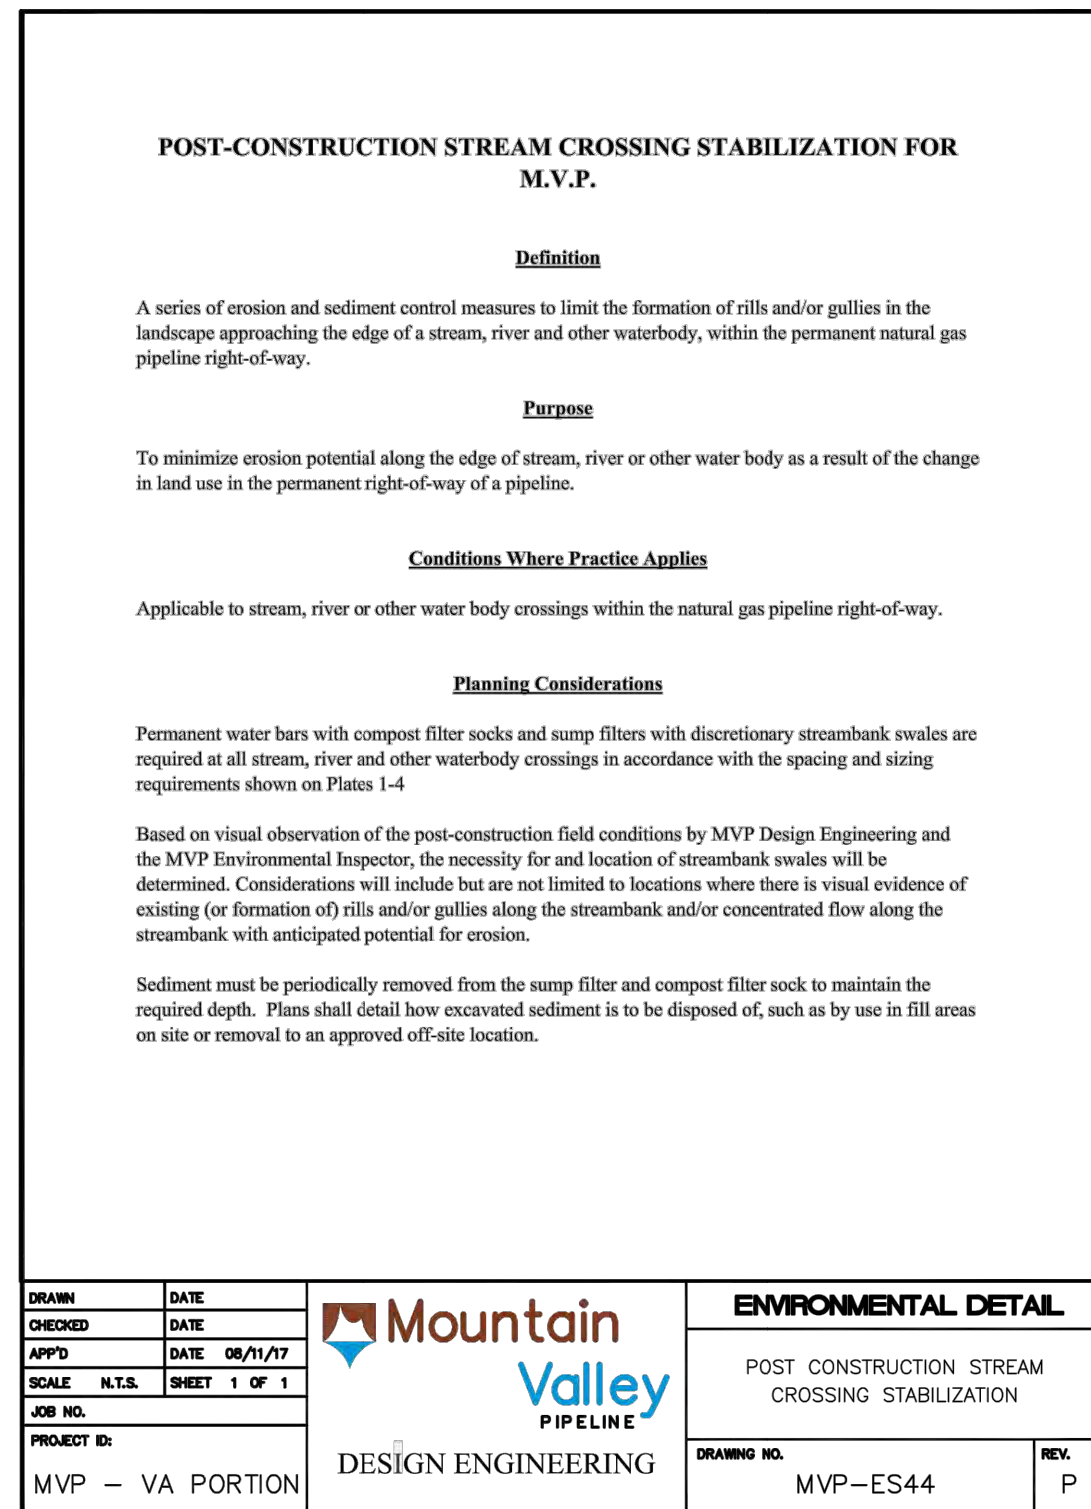 POST-CONSTRUCTION STREAM CROSSING STABILIZATION FOR
M.V.P.
Definition
A series of erosion and sediment control measures to limit the formation of rills and/or gullies in the
landscape approaching the edge of a stream, river and other waterbody, within the permanent natural gas
pipeline right-of-way.
Purpose
To minimize erosion potential along the edge of stream, river or other water body as a result of the change
in land use in the permanent right-of-way of a pipeline.
Conditions Where Practice Applies
Applicable to stream, river or other water body crossings within the natural gas pipeline right-of-way.
Planning Considerations
Permanent water bars with compost filter socks and sump filters with discretionary streambank swales are
required at all stream, river and other waterbody crossings in accordance with the spacing and sizing
requirements shown on Plates 1-4
Based on visual observation of the post-construction field conditions by MVP Design Engineering and
the MVP Environmental Inspector, the necessity for and location of streambank swales will be
determined. Considerations will include but are not limited to locations where there is visual evidence of
existing (or formation of) rills and/or gullies along the streambank and/or concentrated flow along the
streambank with anticipated potential for erosion.
Sediment must be periodically removed from the sump filter and compost filter sock to maintain the
required depth. Plans shall detail how excavated sediment is to be disposed of, such as by use in fill areas
on site or removal to an approved off-site location.
DRAWN DATE
CHECKED DATE
APP'D DATE 08/11/17
SCALE N.T.S. SHEET 1 OF 1
JOB NO.
PROJECT ID:
MVP – VA PORTION
Mountain
Valley
PIPELINE
DESIGN ENGINEERING
ENVIRONMENTAL DETAIL
POST CONSTRUCTION STREAM
CROSSING STABILIZATION
DRAWING NO.
MVP-ES44
REV.
P